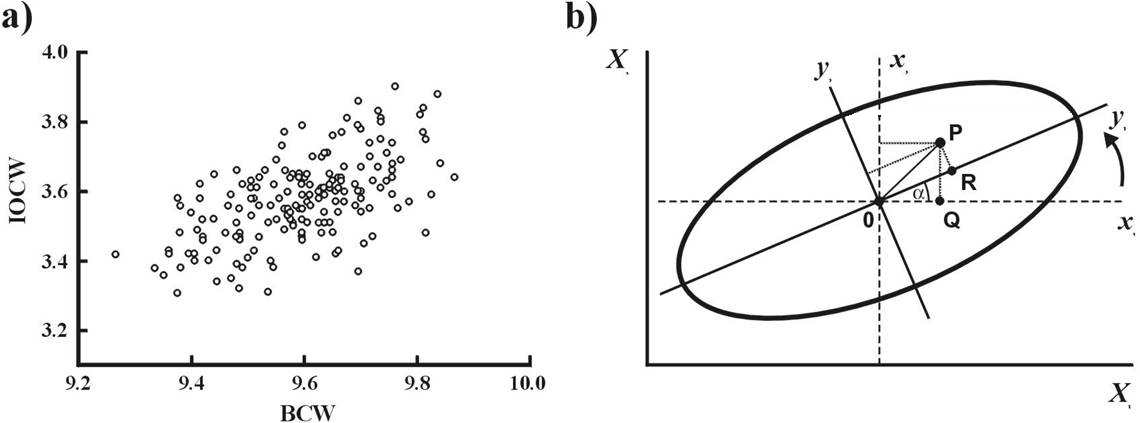 a)
4.0
3.8
3.6
3.4
3.2
IOCW
9.2 9.4 9.6 9.8 10.0
BCW
b)
X,
x,
y,
P
y,
R
α
0 Q x,
X,